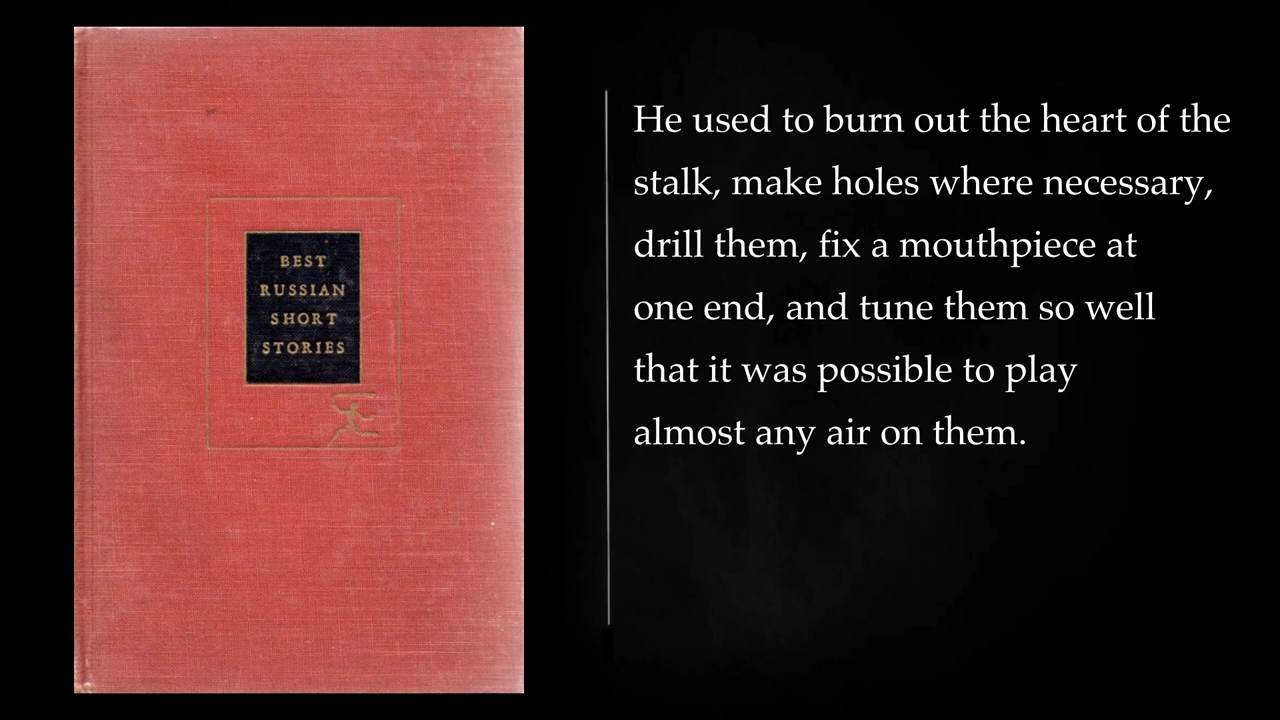 BEST
RUSSIAN
SHORT
STORIES
He used to burn out the heart of the
stalk, make holes where necessary,
drill them, fix a mouthpiece at
one end, and tune them so well
that it was possible to play
almost any air on them.